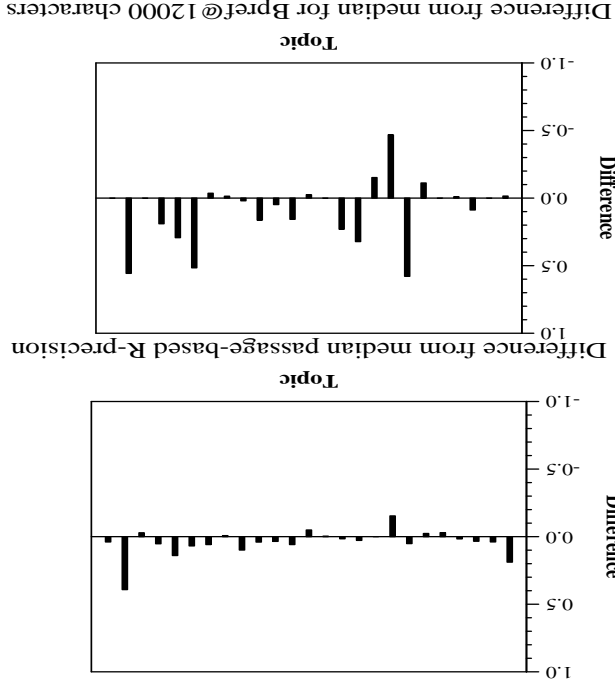 1.0
0.5
0.0
-0.5
-1.0
Difference
Topic
Difference from median passage-based R-precision
1.0
0.5
0.0
-0.5
-1.0
Difference
Topic
Difference from median for Bpref@12000 characters